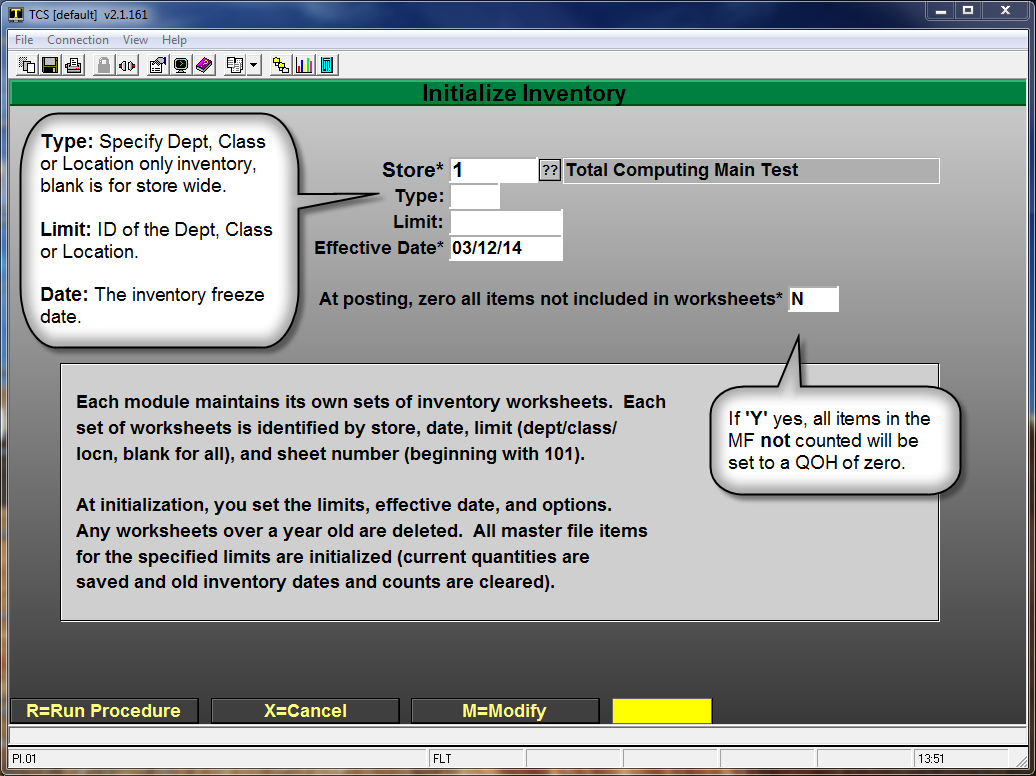 TCS [default]  v2.1.161
File  Connection  View  Help
Initialize Inventory
Type: Specify Dept, Class
or Location only inventory,
blank is for store wide.
Limit: ID of the Dept, Class
or Location.
Date: The inventory freeze
date.
Store* 1 ?? Total Computing Main Test
Type:
Limit:
Effective Date* 03/12/14
At posting, zero all items not included in worksheets* N
If 'Y' yes, all items in the
MF not counted will be
set to a QOH of zero.
Each module maintains its own sets of inventory worksheets.  Each
set of worksheets is identified by store, date, limit (dept/class/
locn, blank for all), and sheet number (beginning with 101).
At initialization, you set the limits, effective date, and options.
Any worksheets over a year old are deleted.  All master file items
for the specified limits are initialized (current quantities are
saved and old inventory dates and counts are cleared).
R=Run Procedure  X=Cancel  M=Modify
PI.01  FLT  13:51